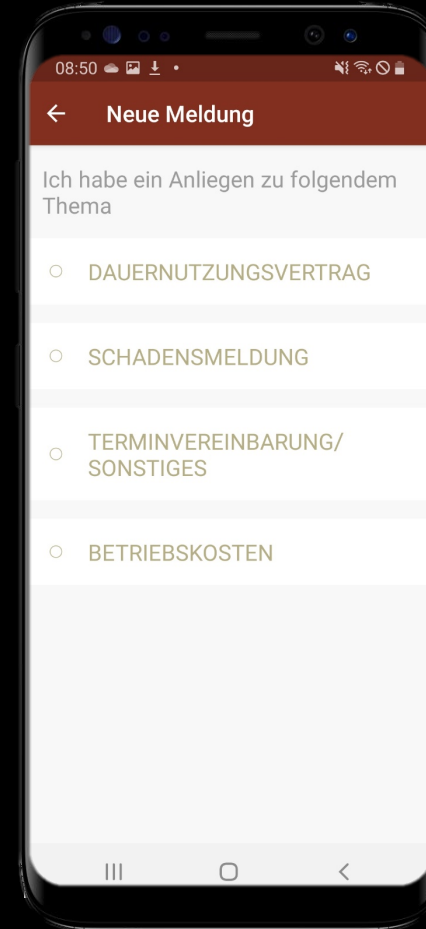 08:50
Neue Meldung
Ich habe ein Anliegen zu folgendem
Thema
DAUERNUTZUNGSVERTRAG
SCHADENSMELDUNG
TERMINVEREINBARUNG/
SONSTIGES
BETRIEBSKOSTEN